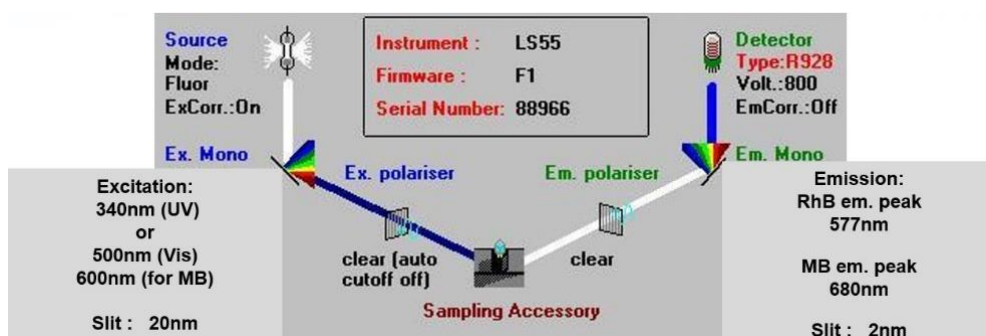 Source
Mode:
Fluor
ExCorr.:On
Instrument : LS55
Firmware : F1
Serial Number: 88966
Detector
Type:R928
Volt.:800
EmCorr.:Off
Ex. Mono
Ex. polariser
Em. polariser
Em. Mono
Excitation:
340nm (UV)
or
500nm (Vis)
600nm (for MB)
Slit : 20nm
clear (auto
cutoff off)
clear
Sampling Accessory
Emission:
RhB em. peak
577nm
MB em. peak
680nm
Slit : 2nm